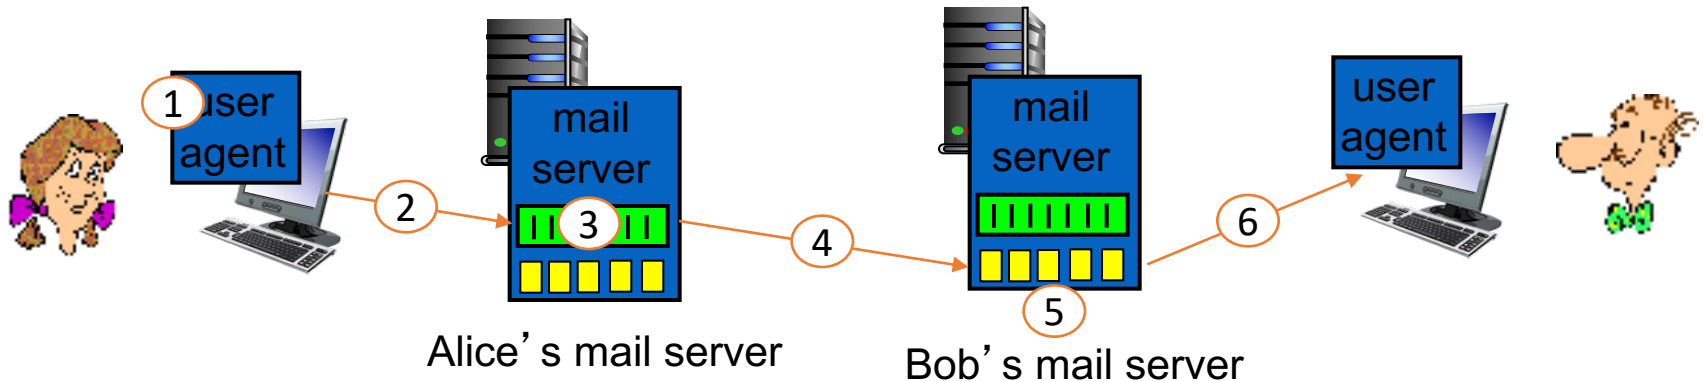 1
user
agent
2
mail
server
3
Alice's mail server
4
mail
server
5
Bob's mail server
6
user
agent